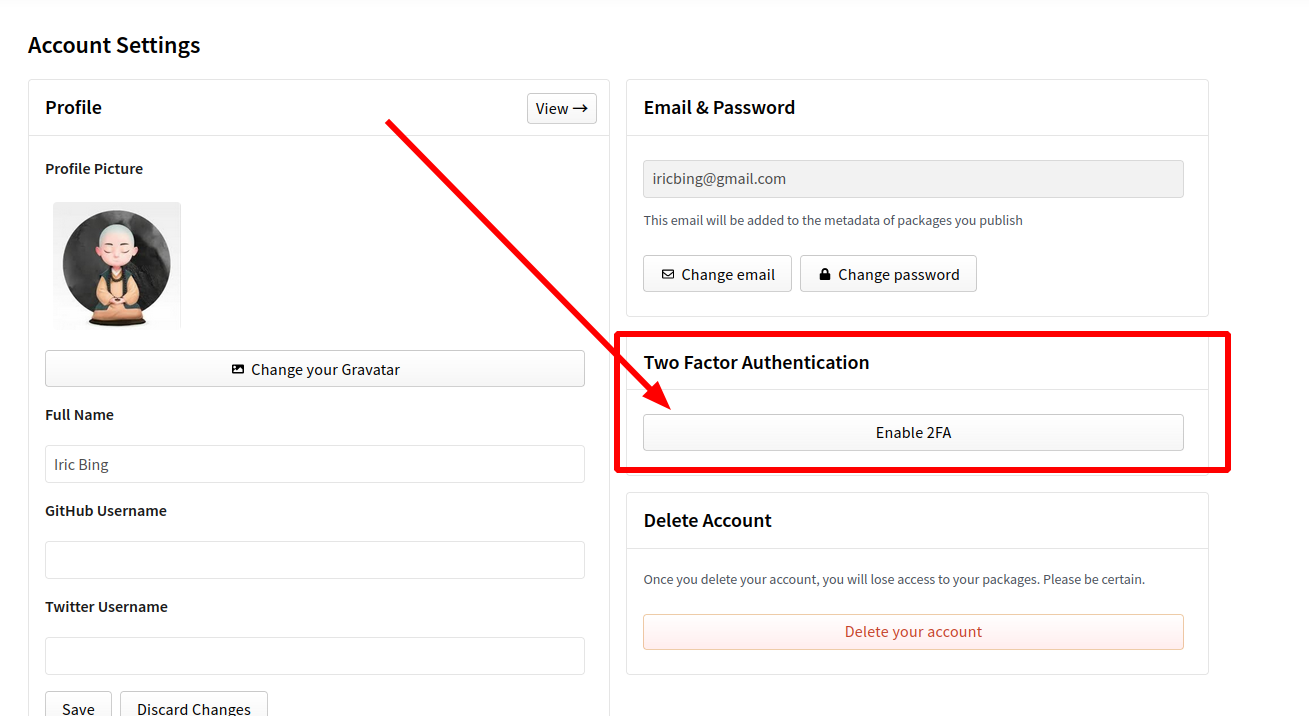 Account Settings
Profile
View →
Profile Picture
Change your Gravatar
Full Name
Iric Bing
GitHub Username
Twitter Username
Save
Discard Changes
Email & Password
iricbing@gmail.com
This email will be added to the metadata of packages you publish
Change email
Change password
Two Factor Authentication
Enable 2FA
Delete Account
Once you delete your account, you will lose access to your packages. Please be certain.
Delete your account